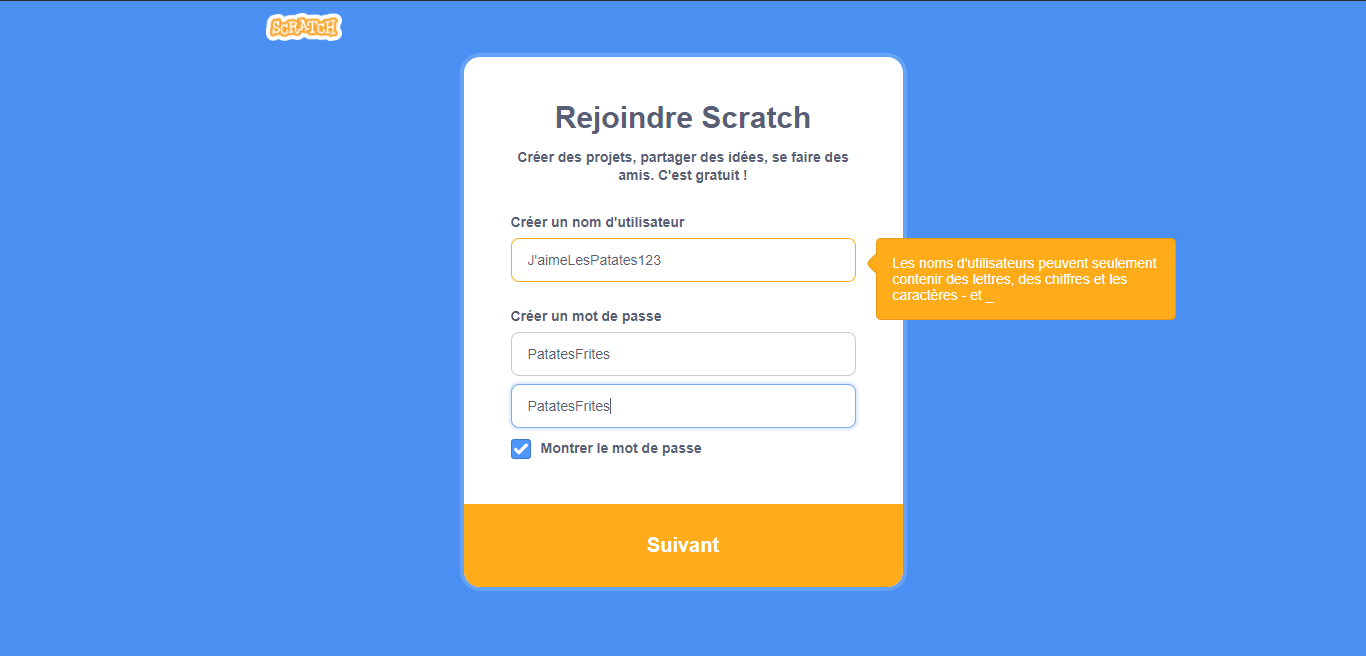 SCRATCH
Rejoindre Scratch
Créer des projets, partager des idées, se faire des
amis. C'est gratuit !
Créer un nom d'utilisateur
J'aimeLesPatates123
Les noms d'utilisateurs peuvent seulement
contenir des lettres, des chiffres et les
caractères - et _
Créer un mot de passe
PatatesFrites
PatatesFrites
Montrer le mot de passe
Suivant